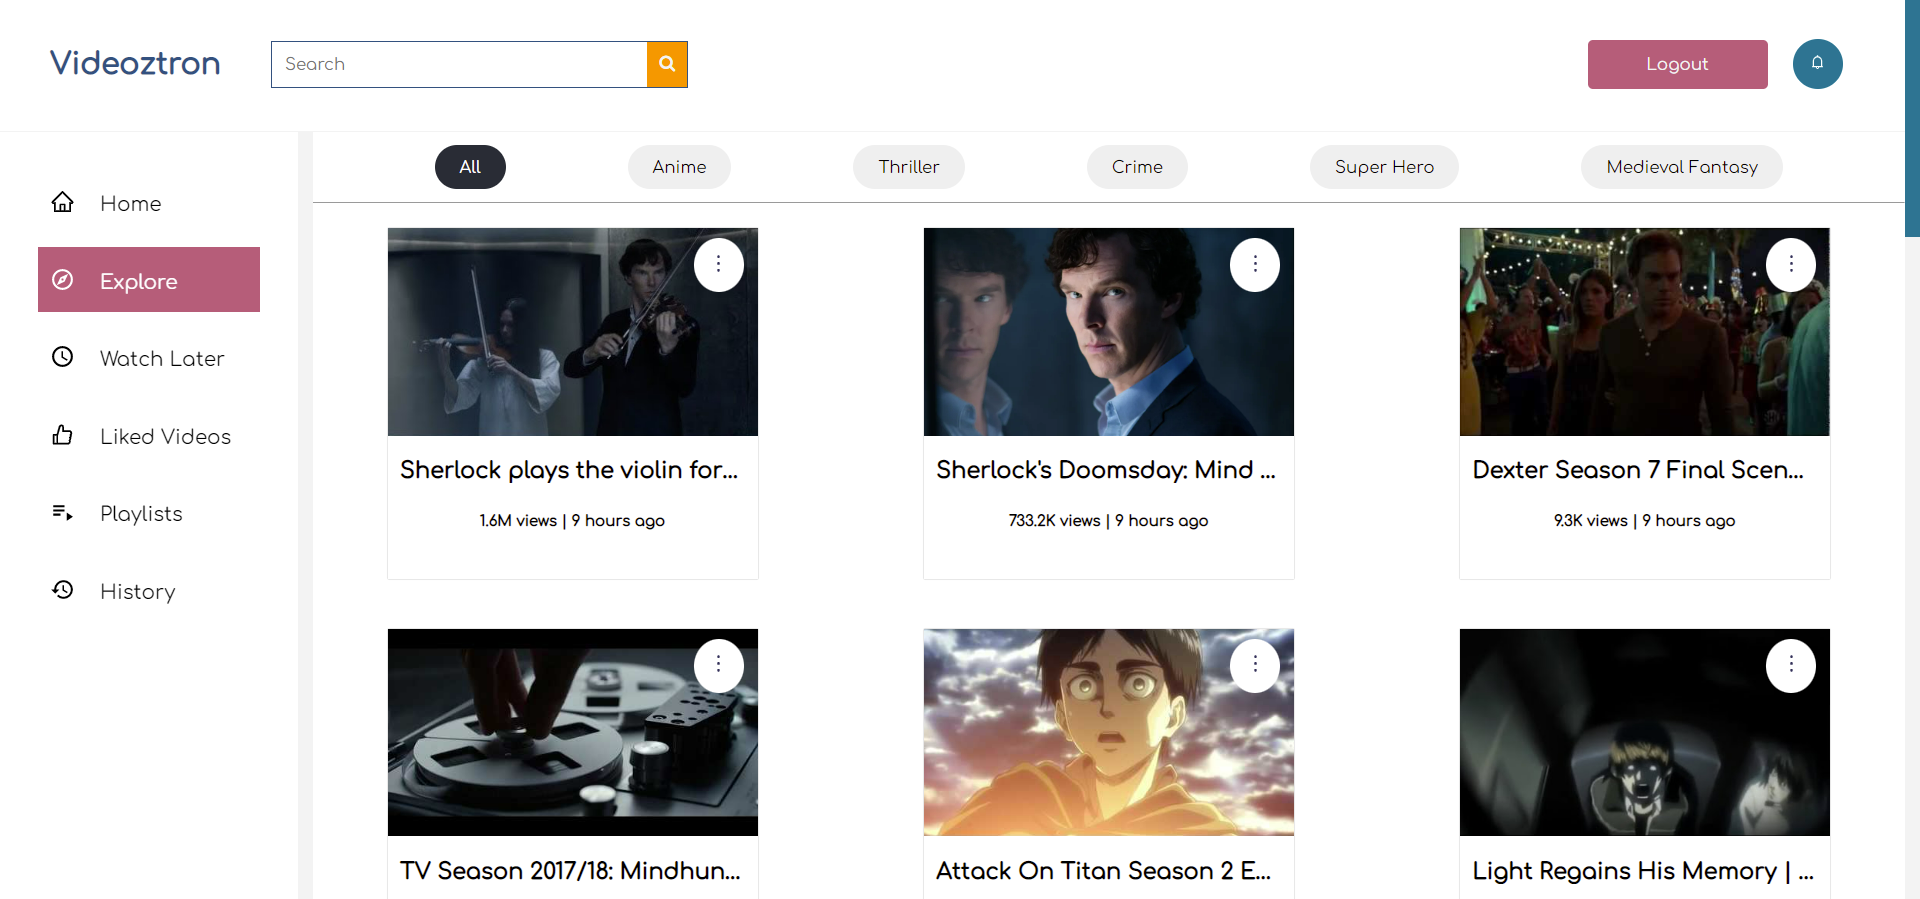 Videoztron
Search
Logout
Home
Explore
Watch Later
Liked Videos
Playlists
History
All
Anime
Thriller
Crime
Super Hero
Medieval Fantasy
Sherlock plays the violin for...
1.6M views | 9 hours ago
Sherlock's Doomsday: Mind ...
733.2K views | 9 hours ago
Dexter Season 7 Final Scen...
9.3K views | 9 hours ago
TV Season 2017/18: Mindhun...
Attack On Titan Season 2 E...
Light Regains His Memory | ...